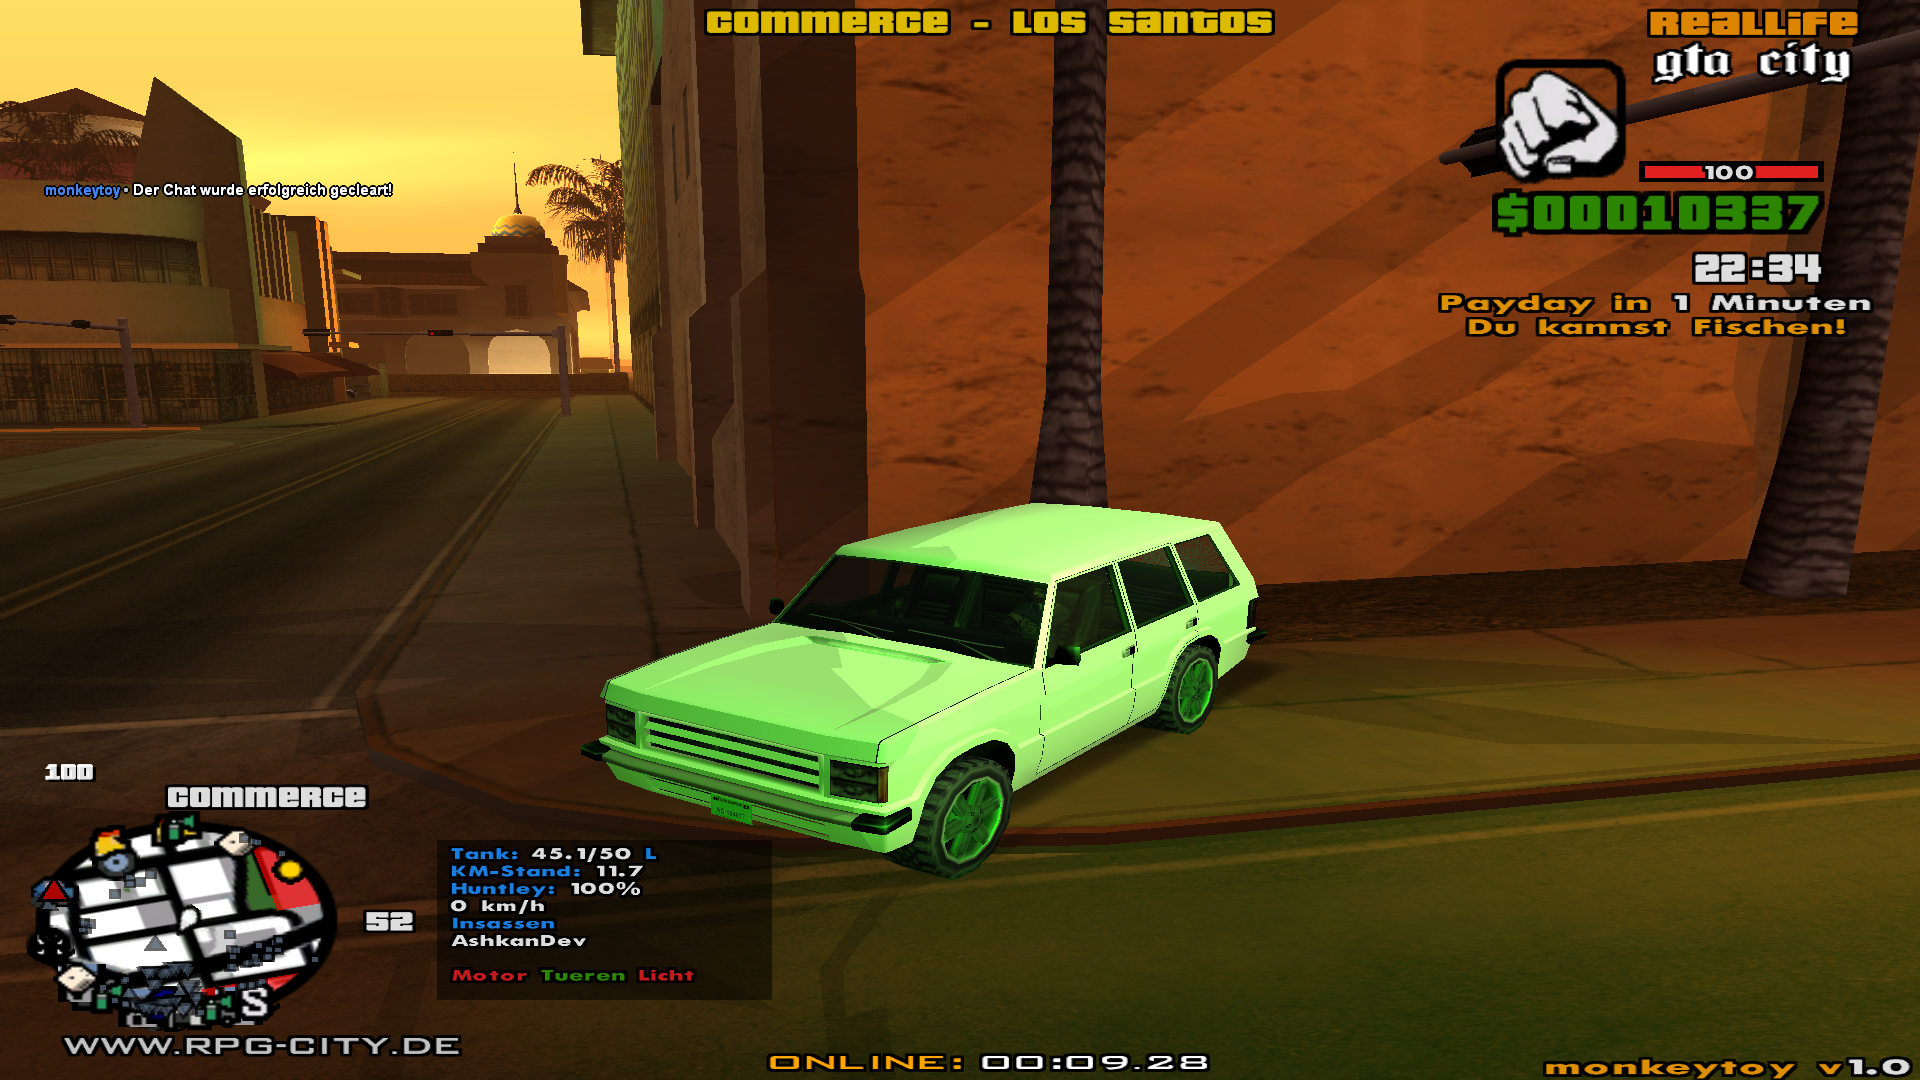 Commerce - Los Santos
RealLife
gta city
monkeytoy • Der Chat wurde erfolgreich gecleart!
100
$00010337
22:34
Payday in 1 Minuten
Du kannst Fischen!
100
Commerce
52
S
Tank: 45.1/50 L
KM-Stand: 11.7
Huntley: 100%
0 km/h
Insassen
AshkanDev
Motor Tueren Licht
WWW.RPG-CITY.DE
ONLINE: 00:09.28
monkeytoy v1.0